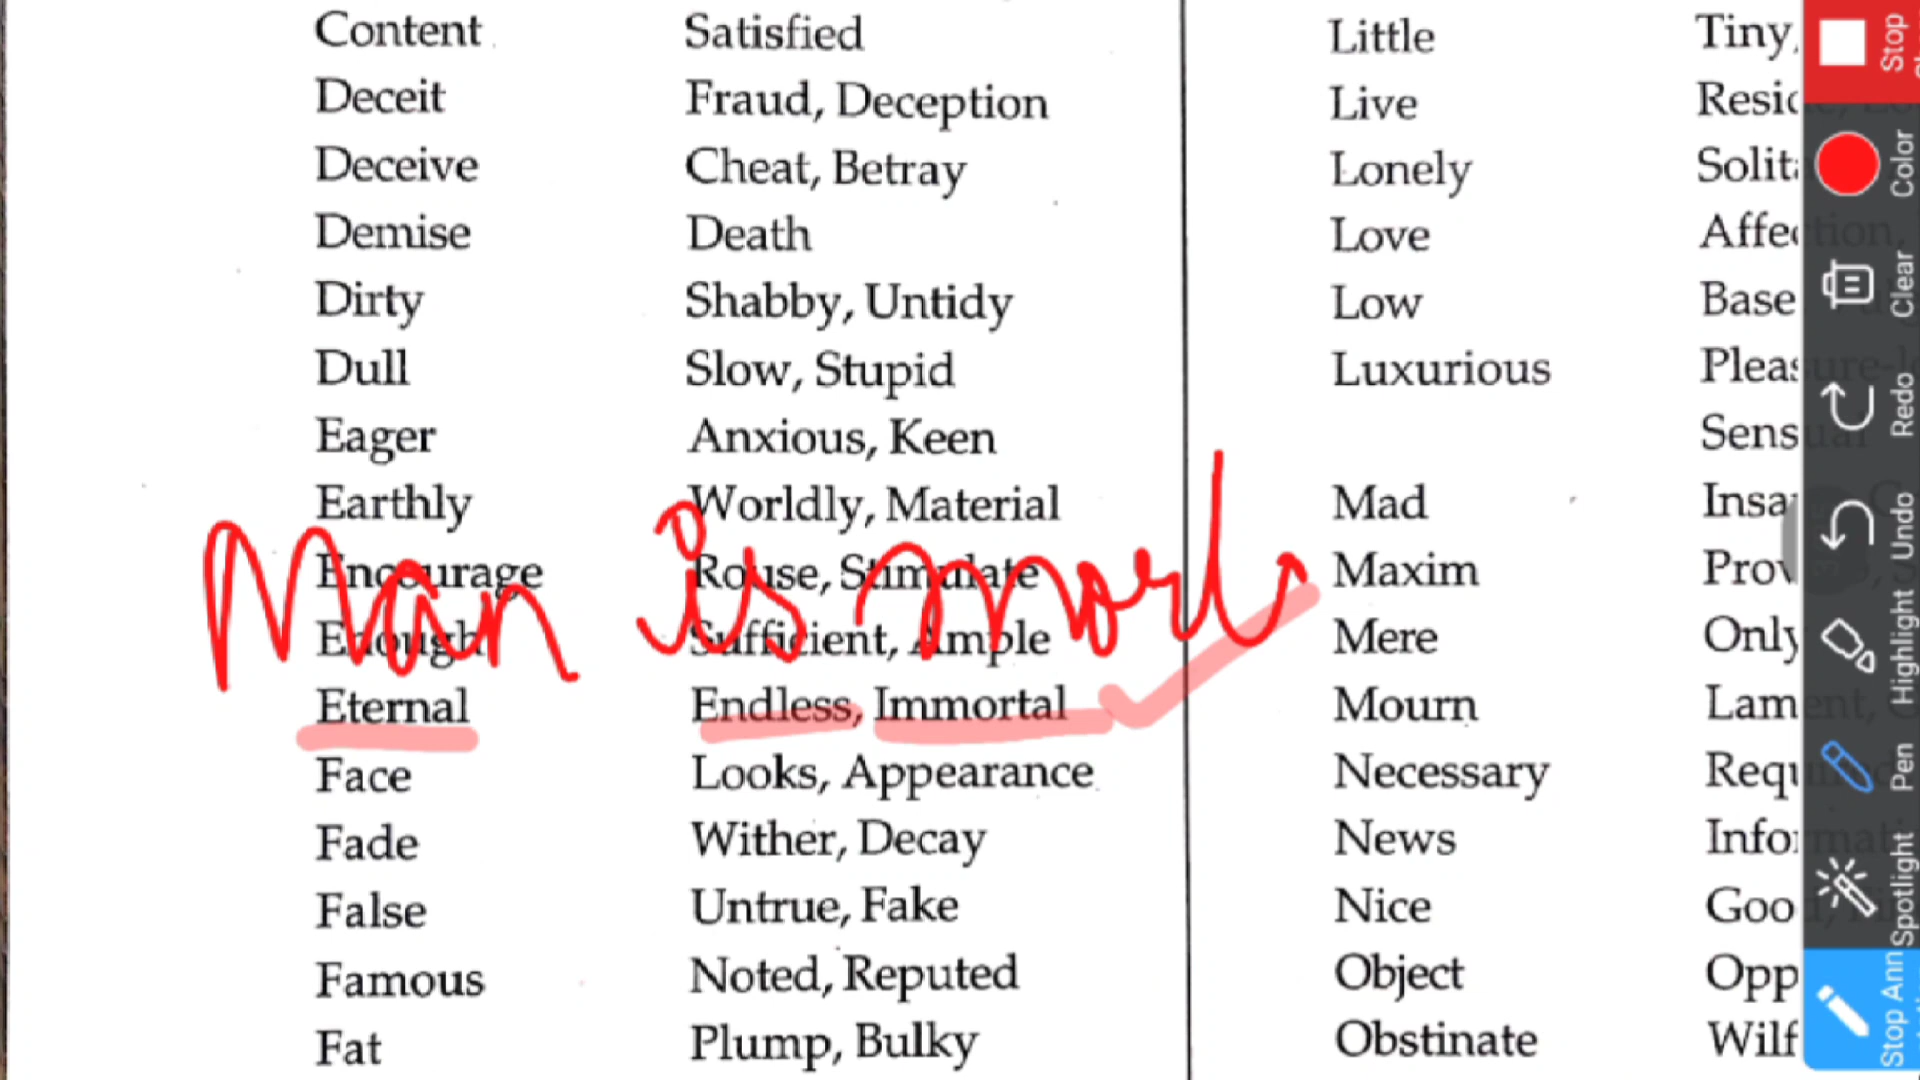 Content Satisfied
Deceit Fraud, Deception
Deceive Cheat, Betray
Demise Death
Dirty Shabby, Untidy
Dull Slow, Stupid
Eager Anxious, Keen
Earthly Worldly, Material
Encourage Rouse, Stimulate
Enough Sufficient, Ample
Eternal Endless, Immortal
Face Looks, Appearance
Fade Wither, Decay
False Untrue, Fake
Famous Noted, Reputed
Fat Plump, Bulky
Man is
Little Tiny,
Live
Lonely
Love
Low Base
Luxurious
Mad
Maxim
Mere Only
Mourn
Necessary
News
Nice
Object
Obstinate
Stop
Color
Clear
Redo
Undo
Highlight
Pen
Spotlight
Stop